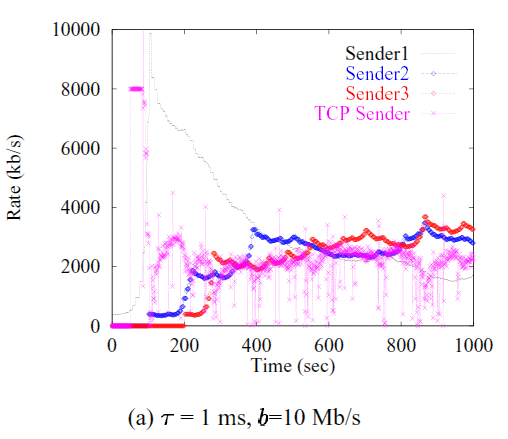 10000
8000
6000
4000
2000
0
Rate (kb/s)
Sender1
Sender2
Sender3
TCP Sender
0 200 400 600 800 1000
Time (sec)
(a) τ = 1 ms, b=10 Mb/s